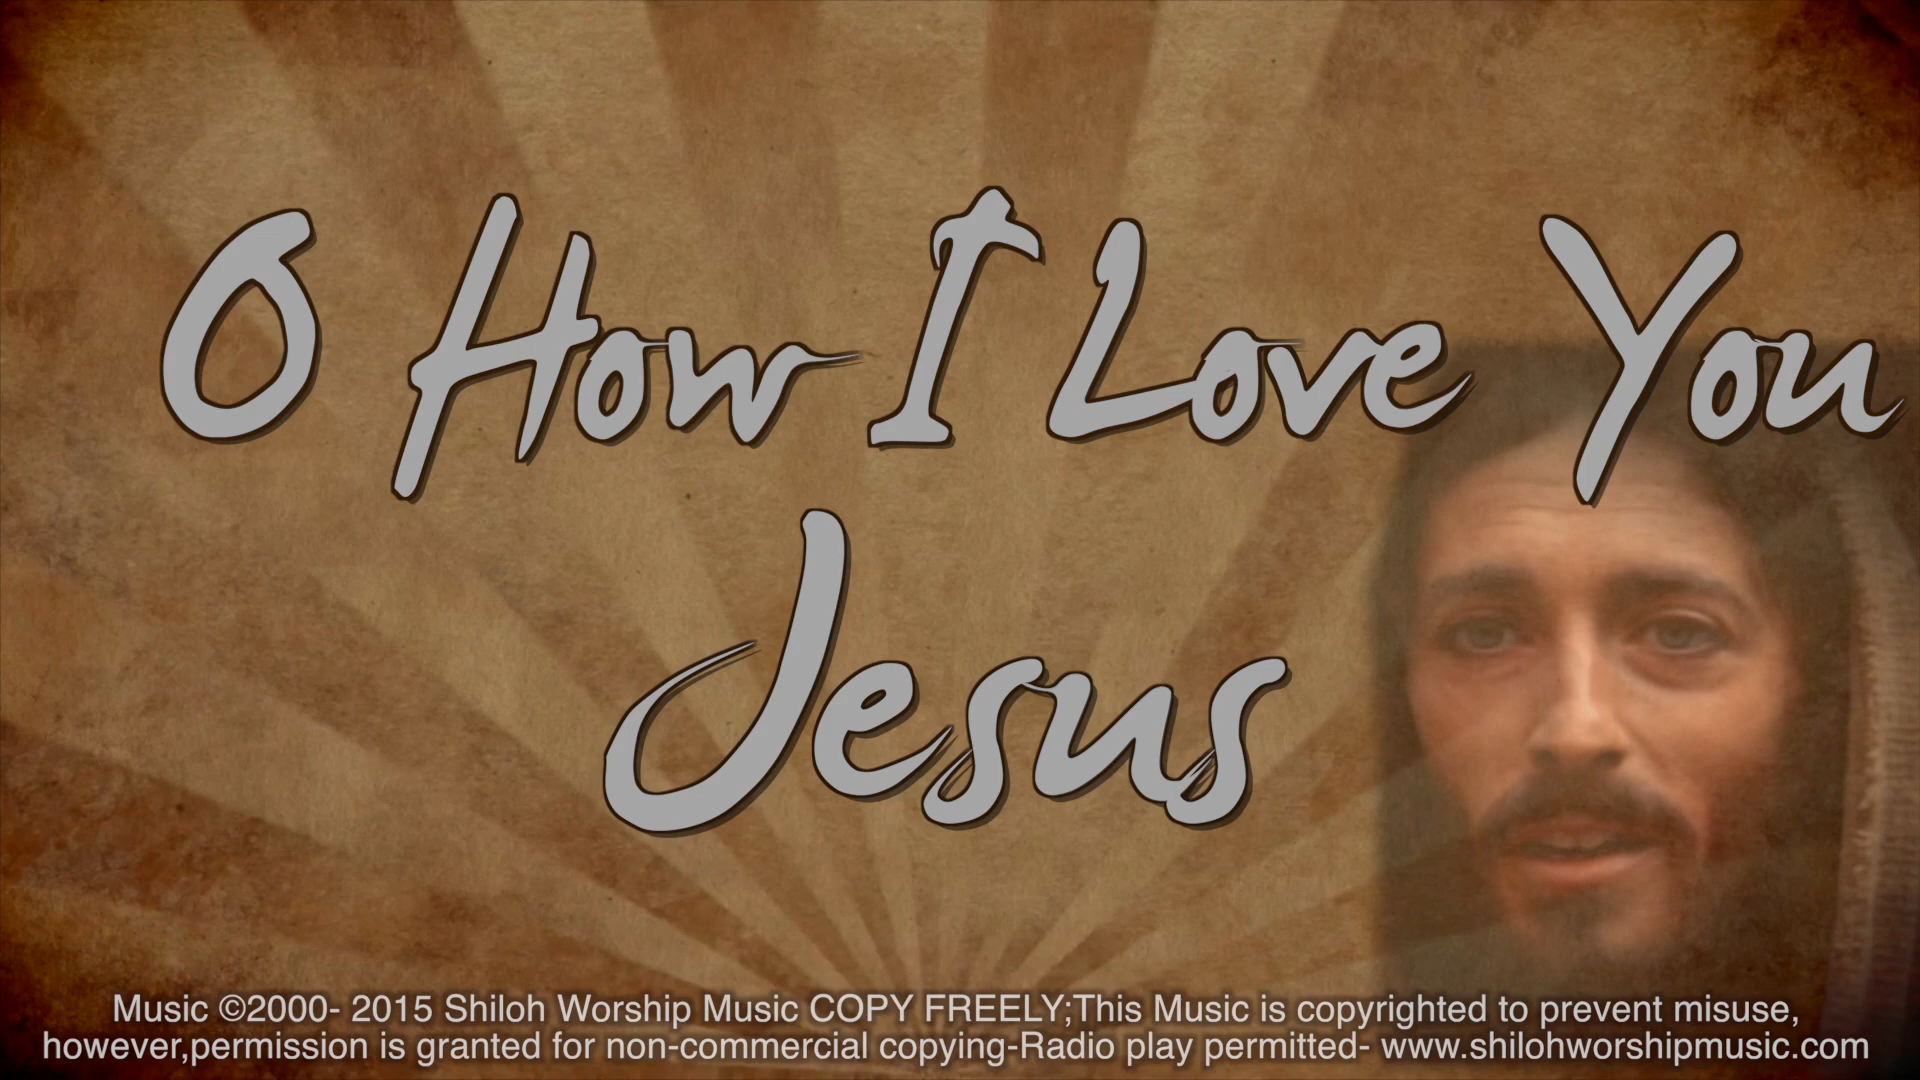 O How I Love You
Jesus
Music ©2000- 2015 Shiloh Worship Music COPY FREELY;This Music is copyrighted to prevent misuse,
however,permission is granted for non-commercial copying-Radio play permitted- www.shilohworshipmusic.com